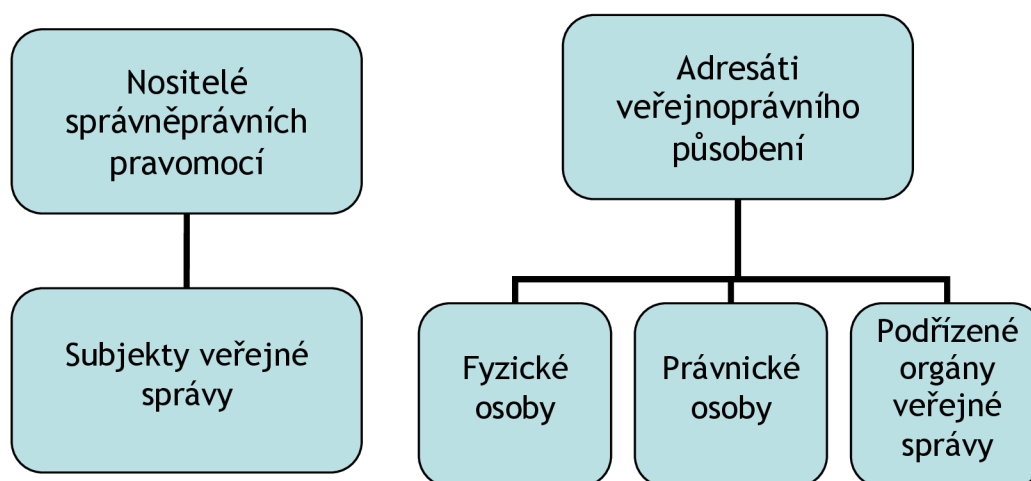 Nositelé
správněprávních
pravomocí
Subjekty veřejné
správy
Adresáti
veřejnoprávního
působení
Fyzické
osoby
Právnické
osoby
Podřízené
orgány
veřejné
správy